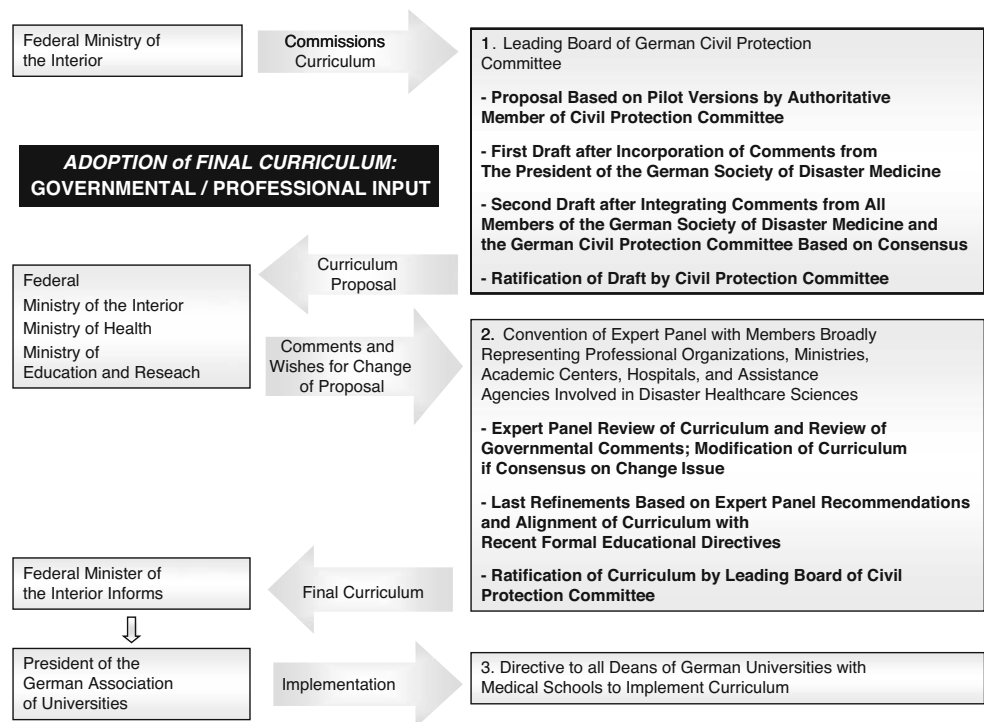 Federal Ministry of
the Interior
Commissions
Curriculum
1. Leading Board of German Civil Protection
Committee
- Proposal Based on Pilot Versions by Authoritative
Member of Civil Protection Committee
- First Draft after Incorporation of Comments from
The President of the German Society of Disaster Medicine
- Second Draft after Integrating Comments from All
Members of the German Society of Disaster Medicine and
the German Civil Protection Committee Based on Consensus
- Ratification of Draft by Civil Protection Committee
ADOPTION of FINAL CURRICULUM:
GOVERNMENTAL / PROFESSIONAL INPUT
Curriculum
Proposal
Federal
Ministry of the Interior
Ministry of Health
Ministry of
Education and Reseach
Comments and
Wishes for Change
of Proposal
2. Convention of Expert Panel with Members Broadly
Representing Professional Organizations, Ministries,
Academic Centers, Hospitals, and Assistance
Agencies Involved in Disaster Healthcare Sciences
- Expert Panel Review of Curriculum and Review of
Governmental Comments; Modification of Curriculum
if Consensus on Change Issue
- Last Refinements Based on Expert Panel Recommendations
and Alignment of Curriculum with
Recent Formal Educational Directives
- Ratification of Curriculum by Leading Board of Civil
Protection Committee
Final Curriculum
Federal Minister of
the Interior Informs
President of the
German Association
of Universities
Implementation
3. Directive to all Deans of German Universities with
Medical Schools to Implement Curriculum